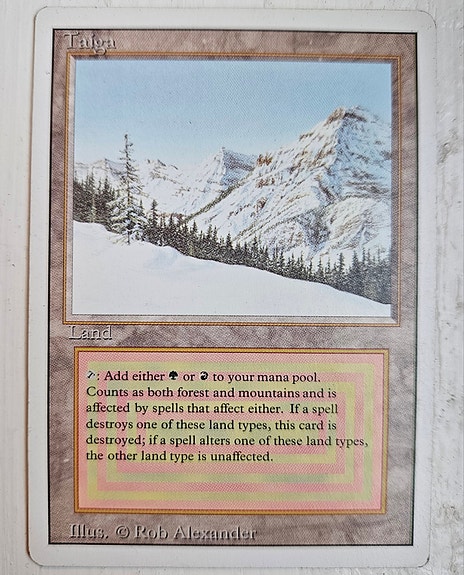 Taiga
Land
: Add either or to your mana pool.
Counts as both forest and mountains and is
affected by spells that affect either. If a spell
destroys one of these land types, this card is
destroyed; if a spell alters one of these land types,
the other land type is unaffected.
Illus. © Rob Alexander